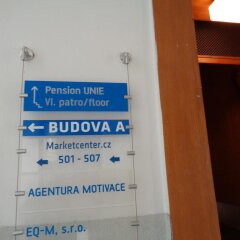 Pension UNIE
VI. patro/floor
BUDOVA A
Marketcenter.cz
501 - 507
AGENTURA MOTIVACE
EQ-M, s.r.o.